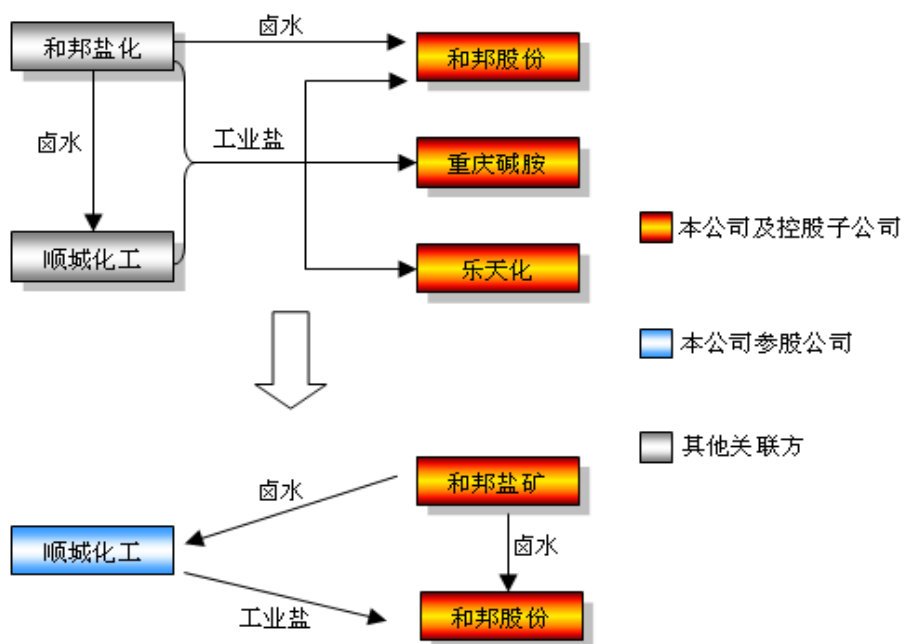 卤水
和邦盐化
和邦股份
卤水
工业盐
重庆碱胺
本公司及控股子公司
顺城化工
乐天化
本公司参股公司
其他关联方
和邦盐矿
卤水
顺城化工
卤水
工业盐
和邦股份